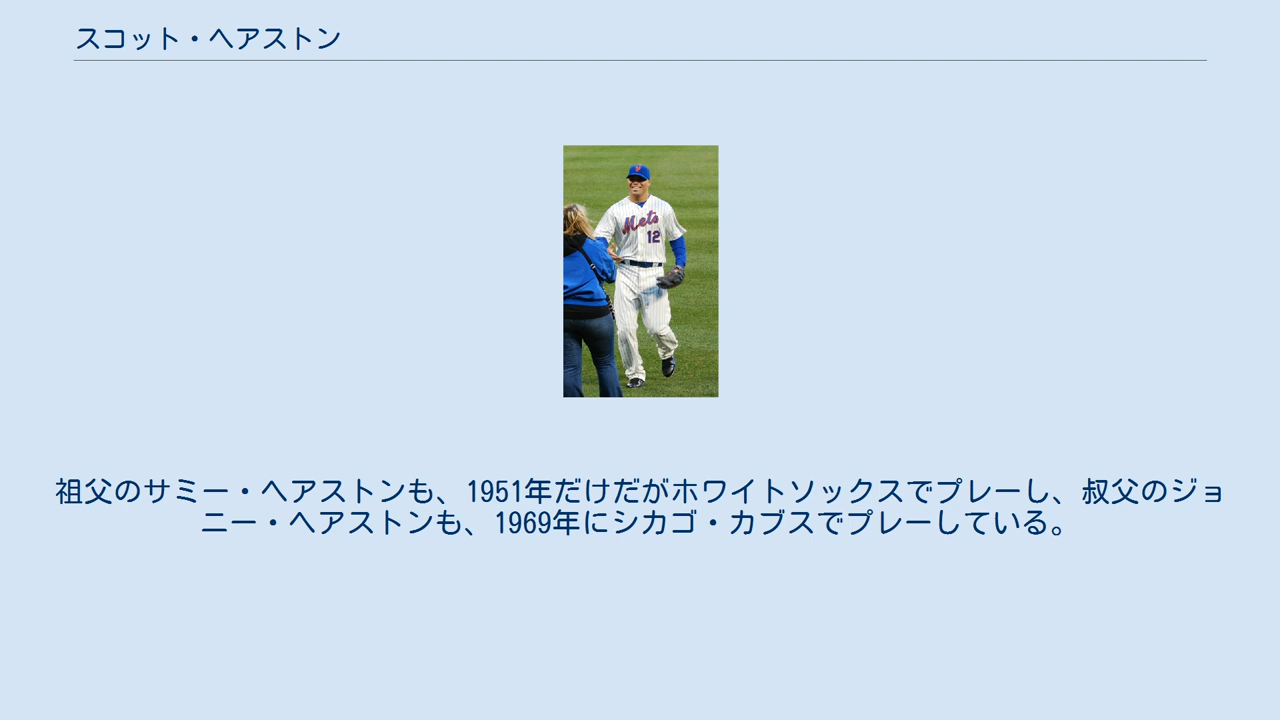 スコット・ヘアストン
Mets
12
祖父のサミー・ヘアストンも、1951年だけだがホワイトソックスでプレーし、叔父のジョ
ニー・ヘアストンも、1969年にシカゴ・カブスでプレーしている。